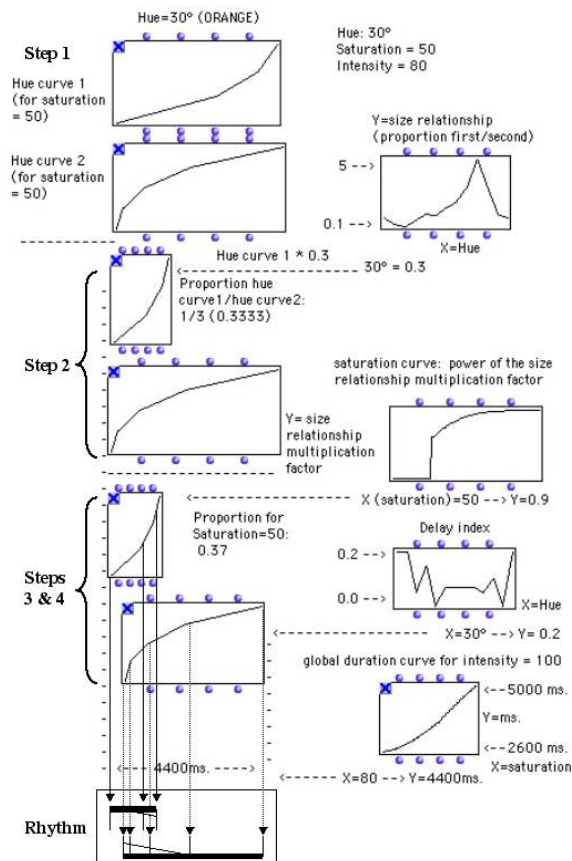 Hue=30° (ORANGE)
Step 1
Hue: 30°
Saturation = 50
Intensity = 80
Hue curve 1
(for saturation
= 50)
Y=size relationship
(proportion first/second)
Hue curve 2
(for saturation
= 50)
5 -->
0.1 -->
X=Hue
Hue curve 1 * 0.3
30° = 0.3
Proportion hue
curve1/hue curve2:
1/3 (0.3333)
Step 2
saturation curve: power of the size
relationship multiplication factor
Y= size
relationship
multiplication
factor
X (saturation)=50 --> Y=0.9
Proportion for
Saturation=50:
0.37
Delay index
0.2 -->
0.0 -->
X=Hue
Steps
3 & 4
X=30° --> Y= 0.2
global duration curve for intensity = 100
<--5000 ms.
Y=ms.
<--2600 ms.
X=saturation
4400ms.
X=80 --> Y=4400ms.
Rhythm